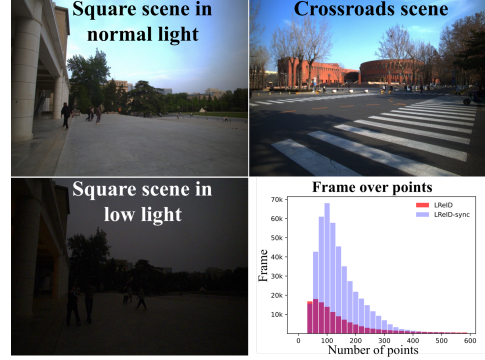 Square scene in
normal light
Crossroads scene
Square scene in
low light
Frame over points
LReID
LReID-sync
70k
60k
50k
40k
30k
20k
10k
Frame
0 100 200 300 400 500 600
Number of points